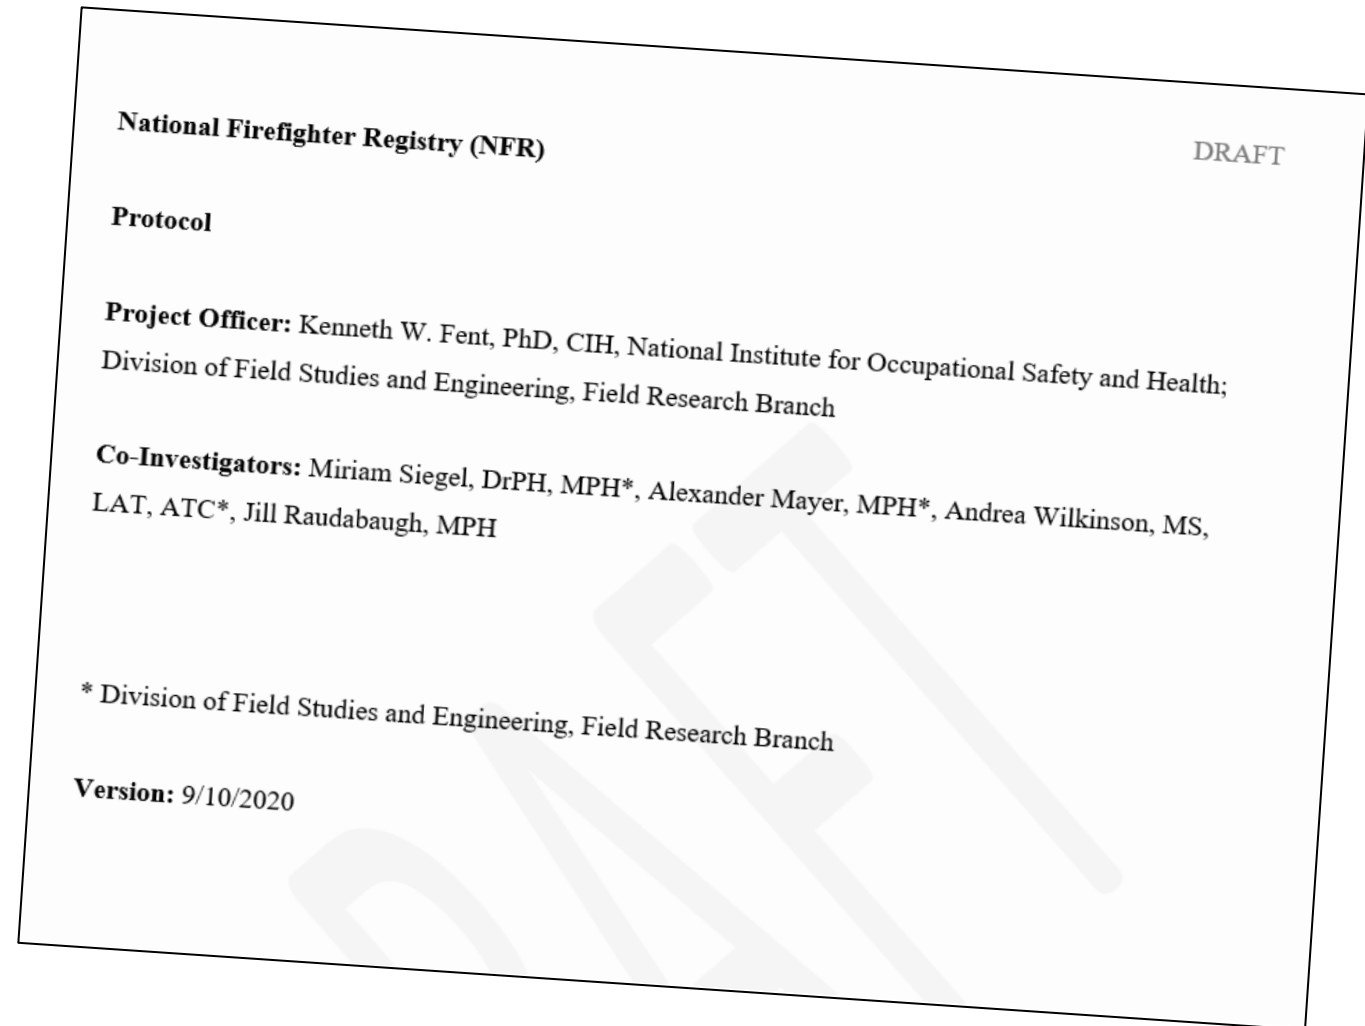 National Firefighter Registry (NFR)
DRAFT
Protocol
Project Officer: Kenneth W. Fent, PhD, CIH, National Institute for Occupational Safety and Health;
Division of Field Studies and Engineering, Field Research Branch
Co-Investigators: Miriam Siegel, DrPH, MPH*, Alexander Mayer, MPH*, Andrea Wilkinson, MS,
LAT, ATC*, Jill Raudabaugh, MPH
* Division of Field Studies and Engineering, Field Research Branch
Version: 9/10/2020
DRAFT